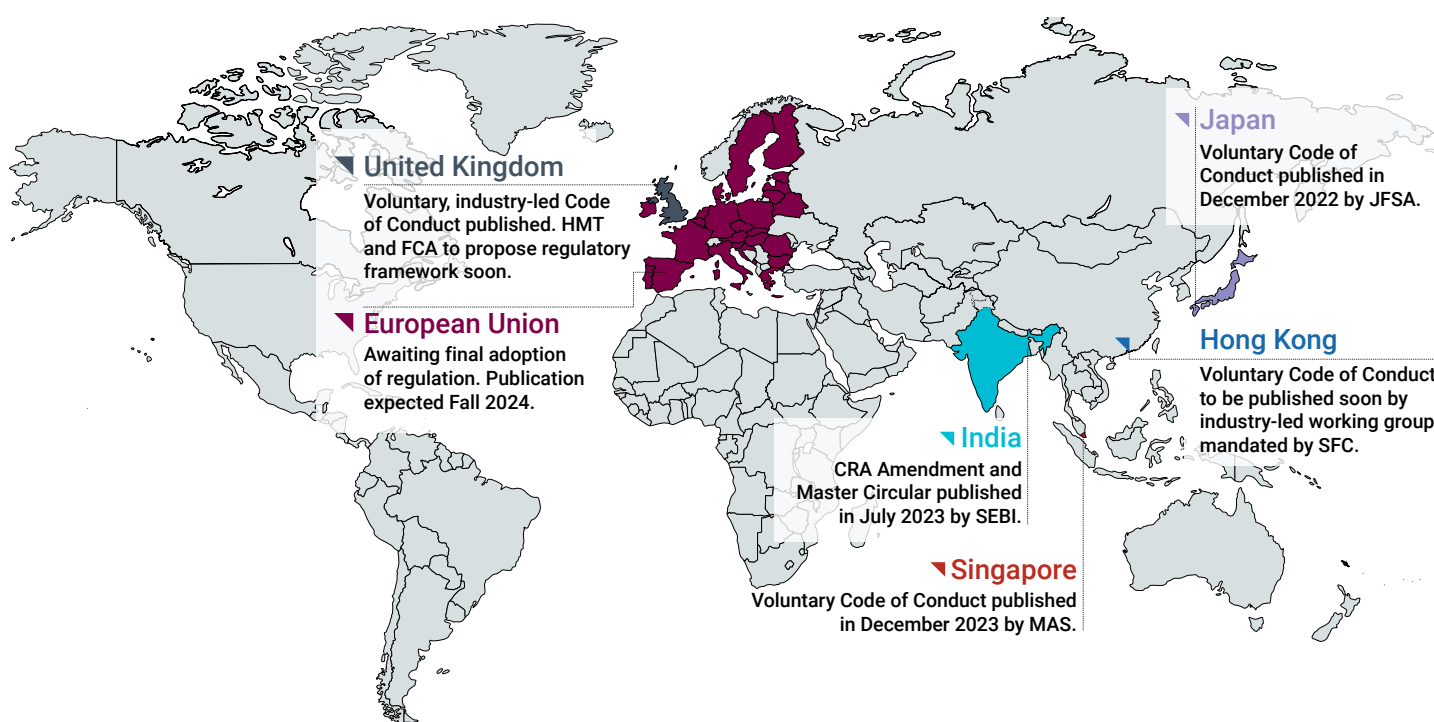 United Kingdom
Voluntary, industry-led Code
of Conduct published. HMT
and FCA to propose regulatory
framework soon.
European Union
Awaiting final adoption
of regulation. Publication
expected Fall 2024.
Japan
Voluntary Code of
Conduct published in
December 2022 by JFSA.
Hong Kong
Voluntary Code of Conduct
to be published soon by
industry-led working group
mandated by SFC.
India
CRA Amendment and
Master Circular published
in July 2023 by SEBI.
Singapore
Voluntary Code of Conduct published
in December 2023 by MAS.